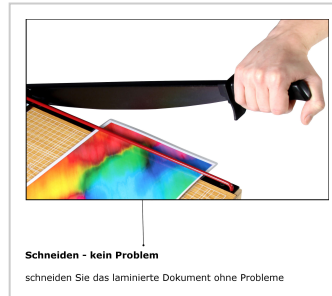 Schneiden - kein Problem
schneiden Sie das laminierte Dokument ohne Probleme